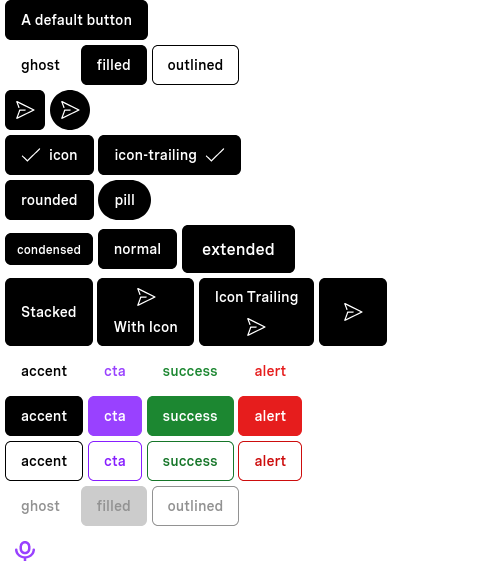 A default button
ghost filled outlined
icon icon-trailing
rounded pill
condensed normal extended
Stacked With Icon Icon Trailing
accent cta success alert
accent cta success alert
accent cta success alert
ghost filled outlined